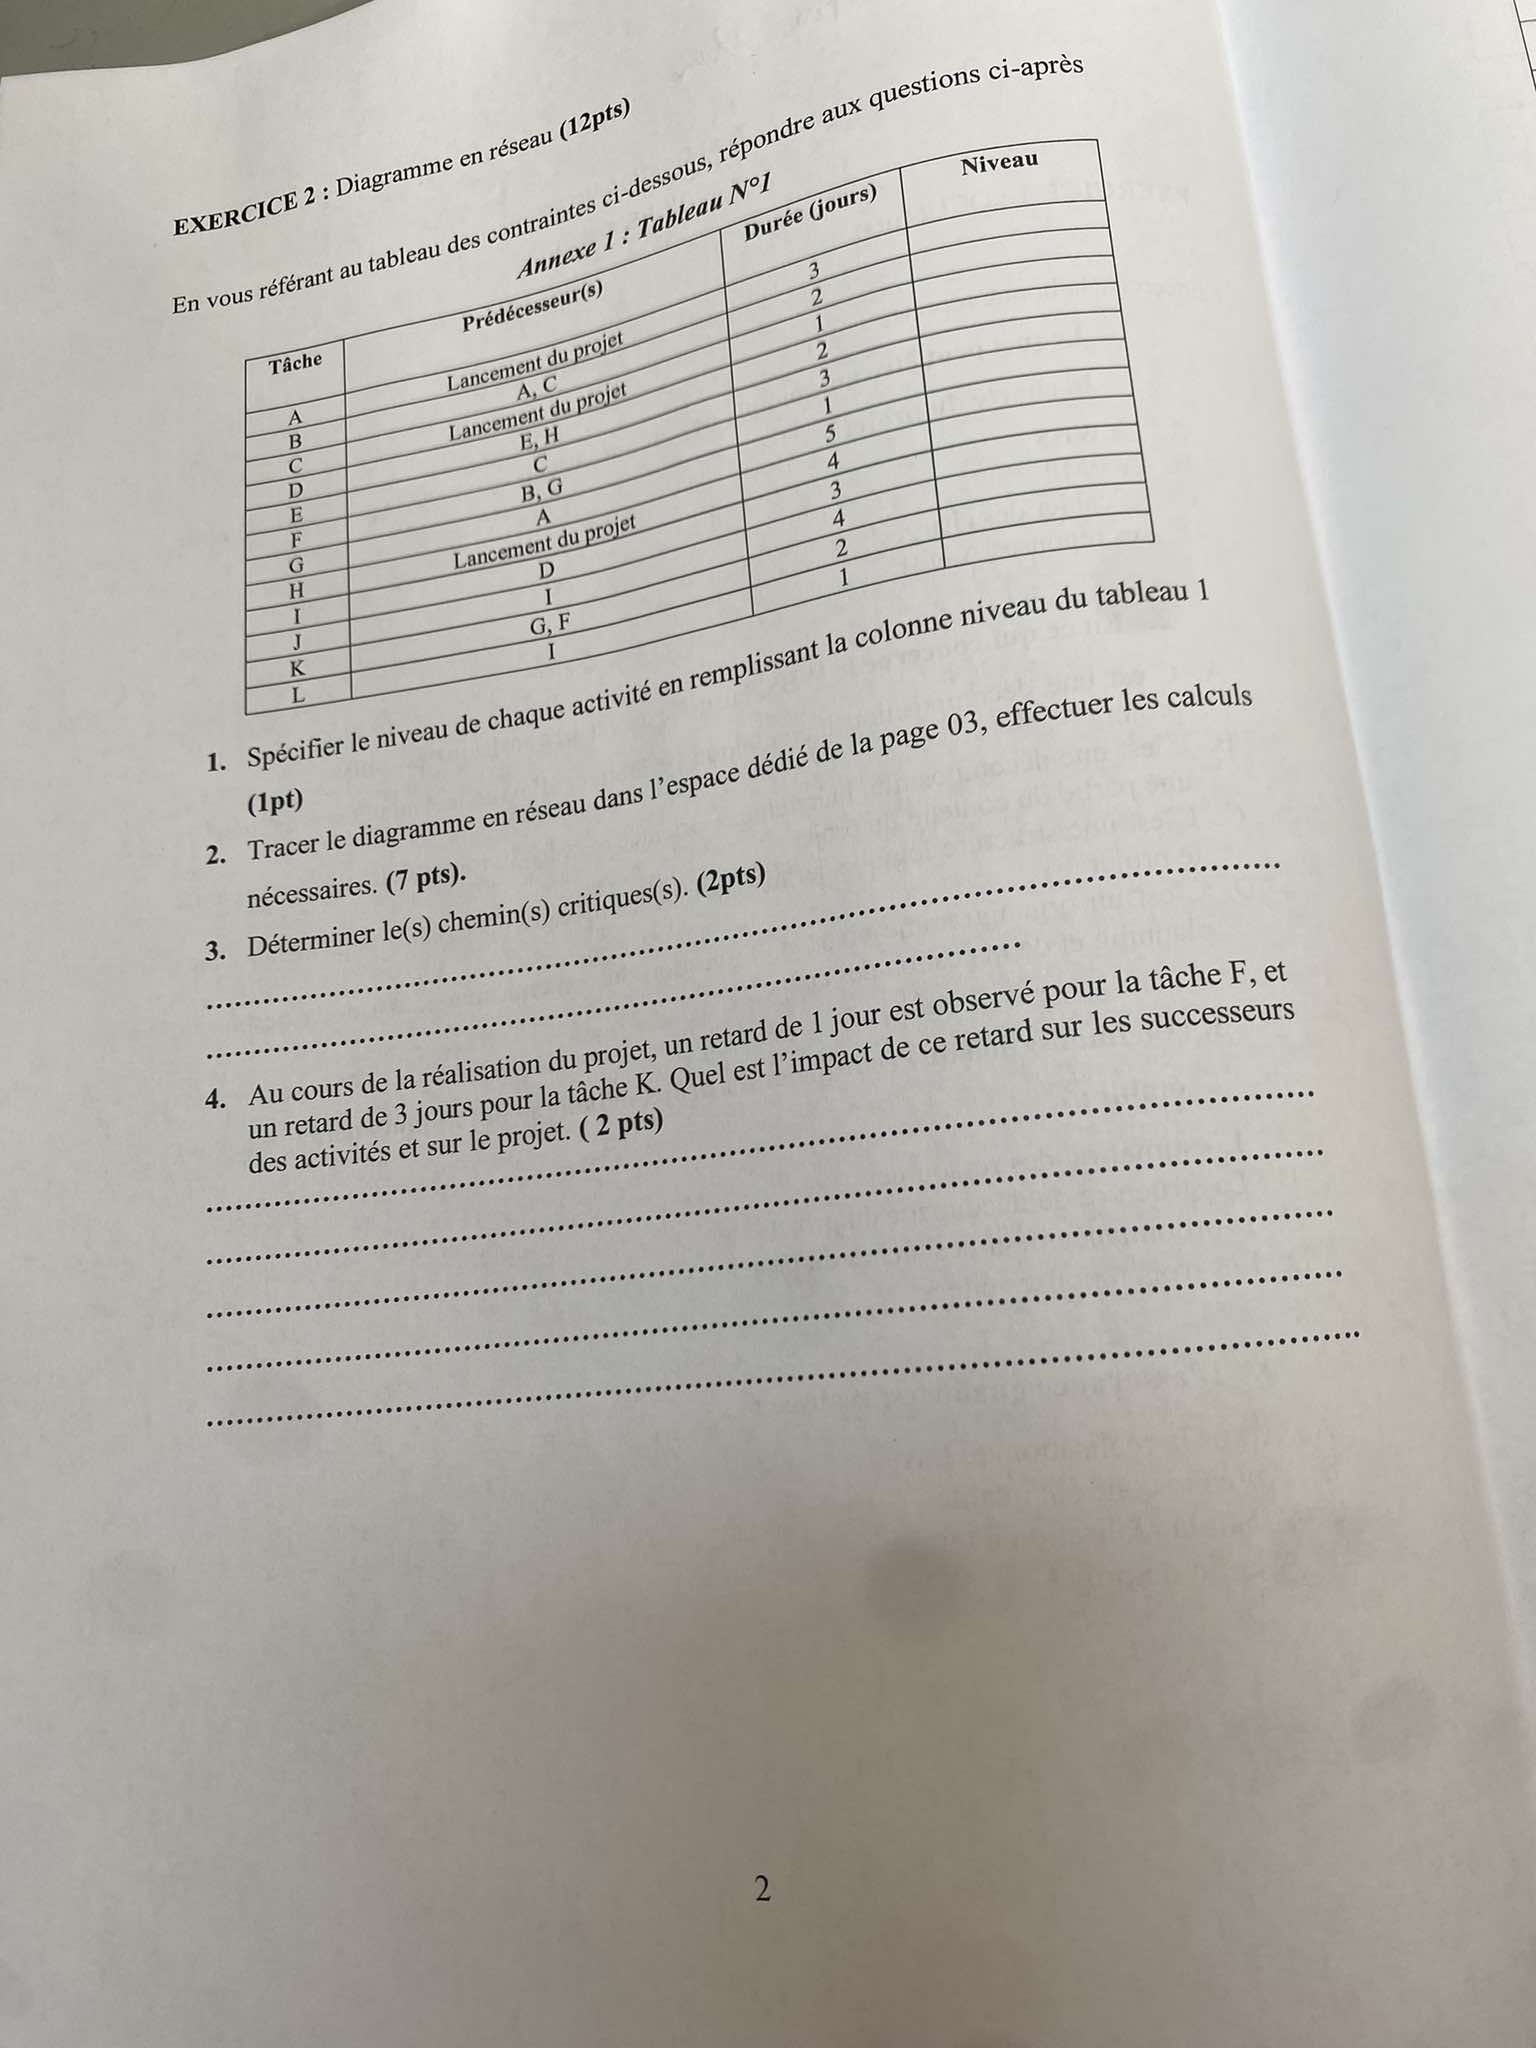 EXERCICE 2 : Diagramme en réseau (12pts)
En vous référant au tableau des contraintes ci-dessous, répondre aux questions ci-après
Annexe 1 : Tableau N°1
Tâche Prédécesseur(s) Durée (jours) Niveau
A Lancement du projet 3
B A, C 2
C Lancement du projet 1
D E, H 2
E C 3
F B, G 1
G A 5
H Lancement du projet 4
I D 3
J I 4
K G, F 2
L I 1
1. Spécifier le niveau de chaque activité en remplissant la colonne niveau du tableau 1
(1pt)
2. Tracer le diagramme en réseau dans l'espace dédié de la page 03, effectuer les calculs
nécessaires. (7 pts).
3. Déterminer le(s) chemin(s) critiques(s). (2pts)
4. Au cours de la réalisation du projet, un retard de 1 jour est observé pour la tâche F, et
un retard de 3 jours pour la tâche K. Quel est l'impact de ce retard sur les successeurs
des activités et sur le projet. ( 2 pts)
2